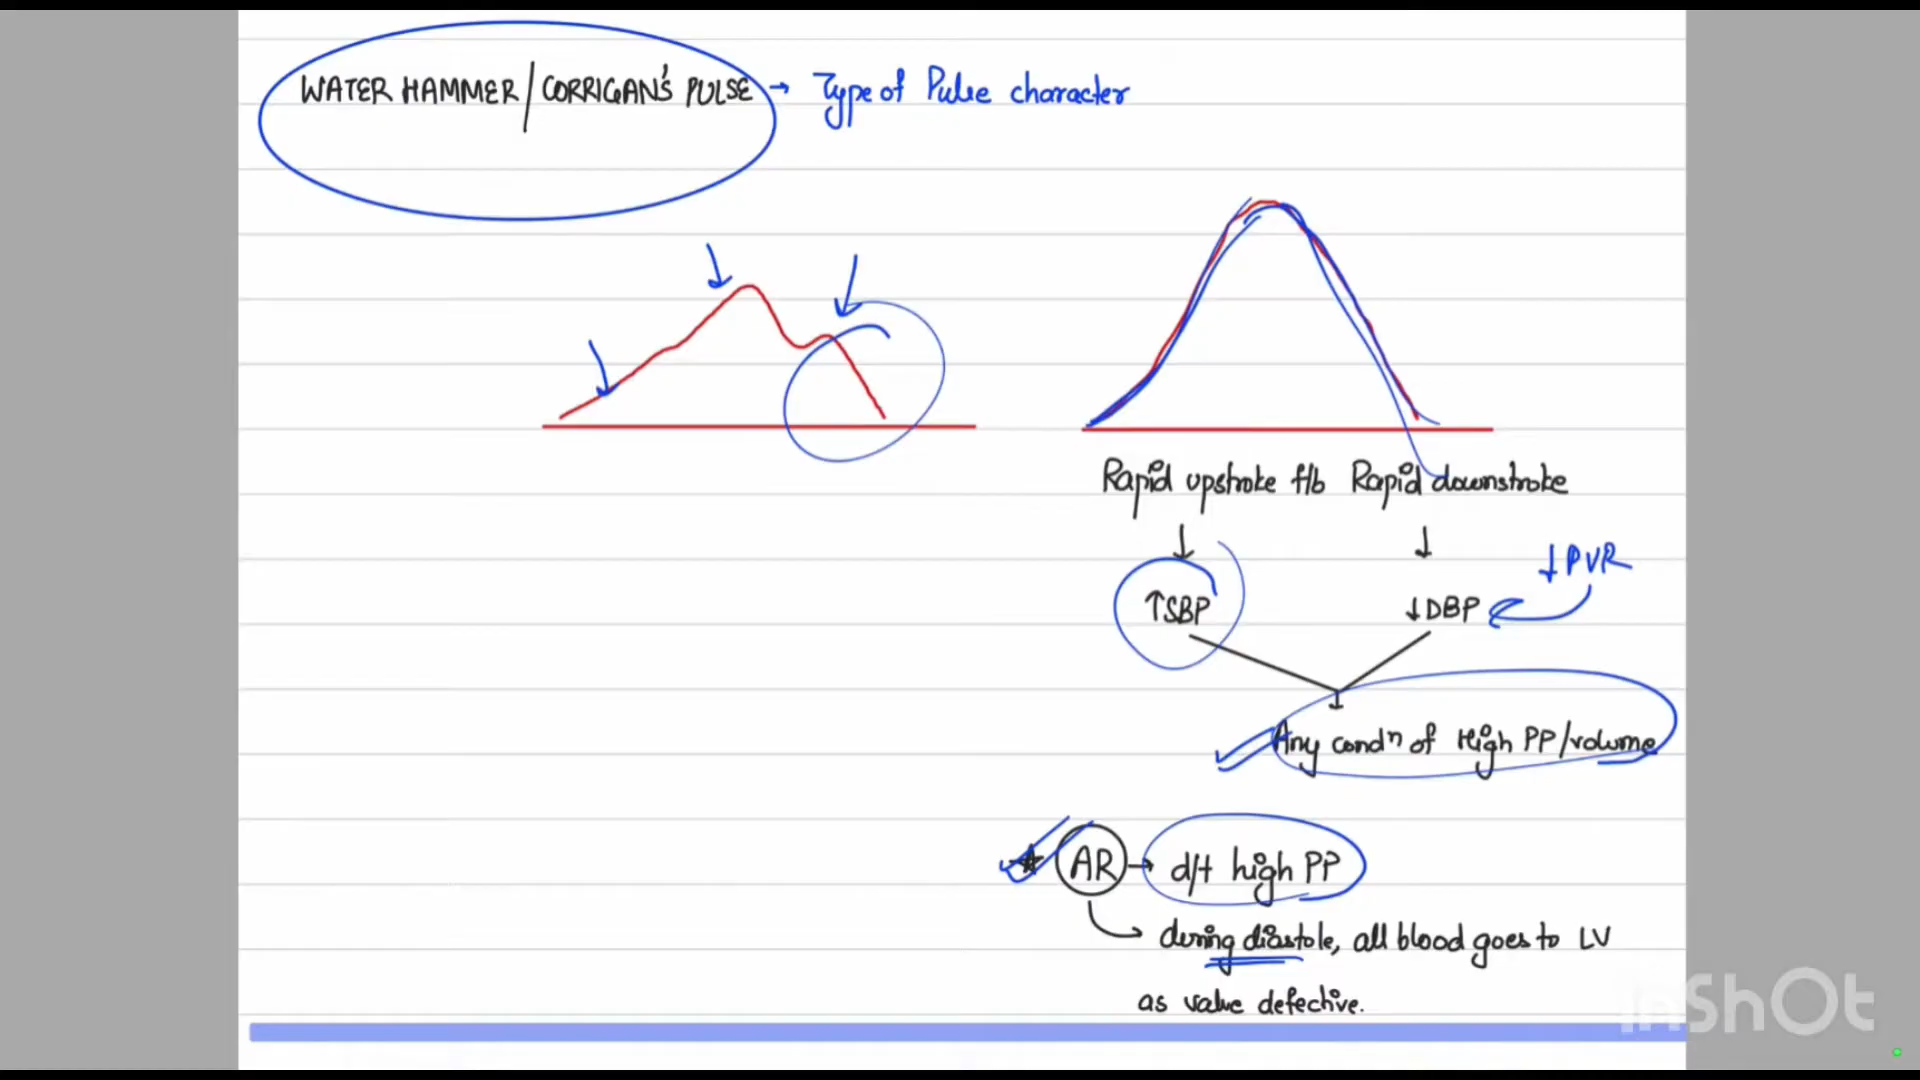 WATER HAMMER / CORRIGAN'S PULSE → Type of Pulse character
Rapid upstroke f/b Rapid downstroke
↓ ↓
↓PVR
↑SBP ↓DBP
Any condⁿ of High PP/volume
★ AR → d/t high PP
during diastole, all blood goes to LV
as valve defective.
InShOt